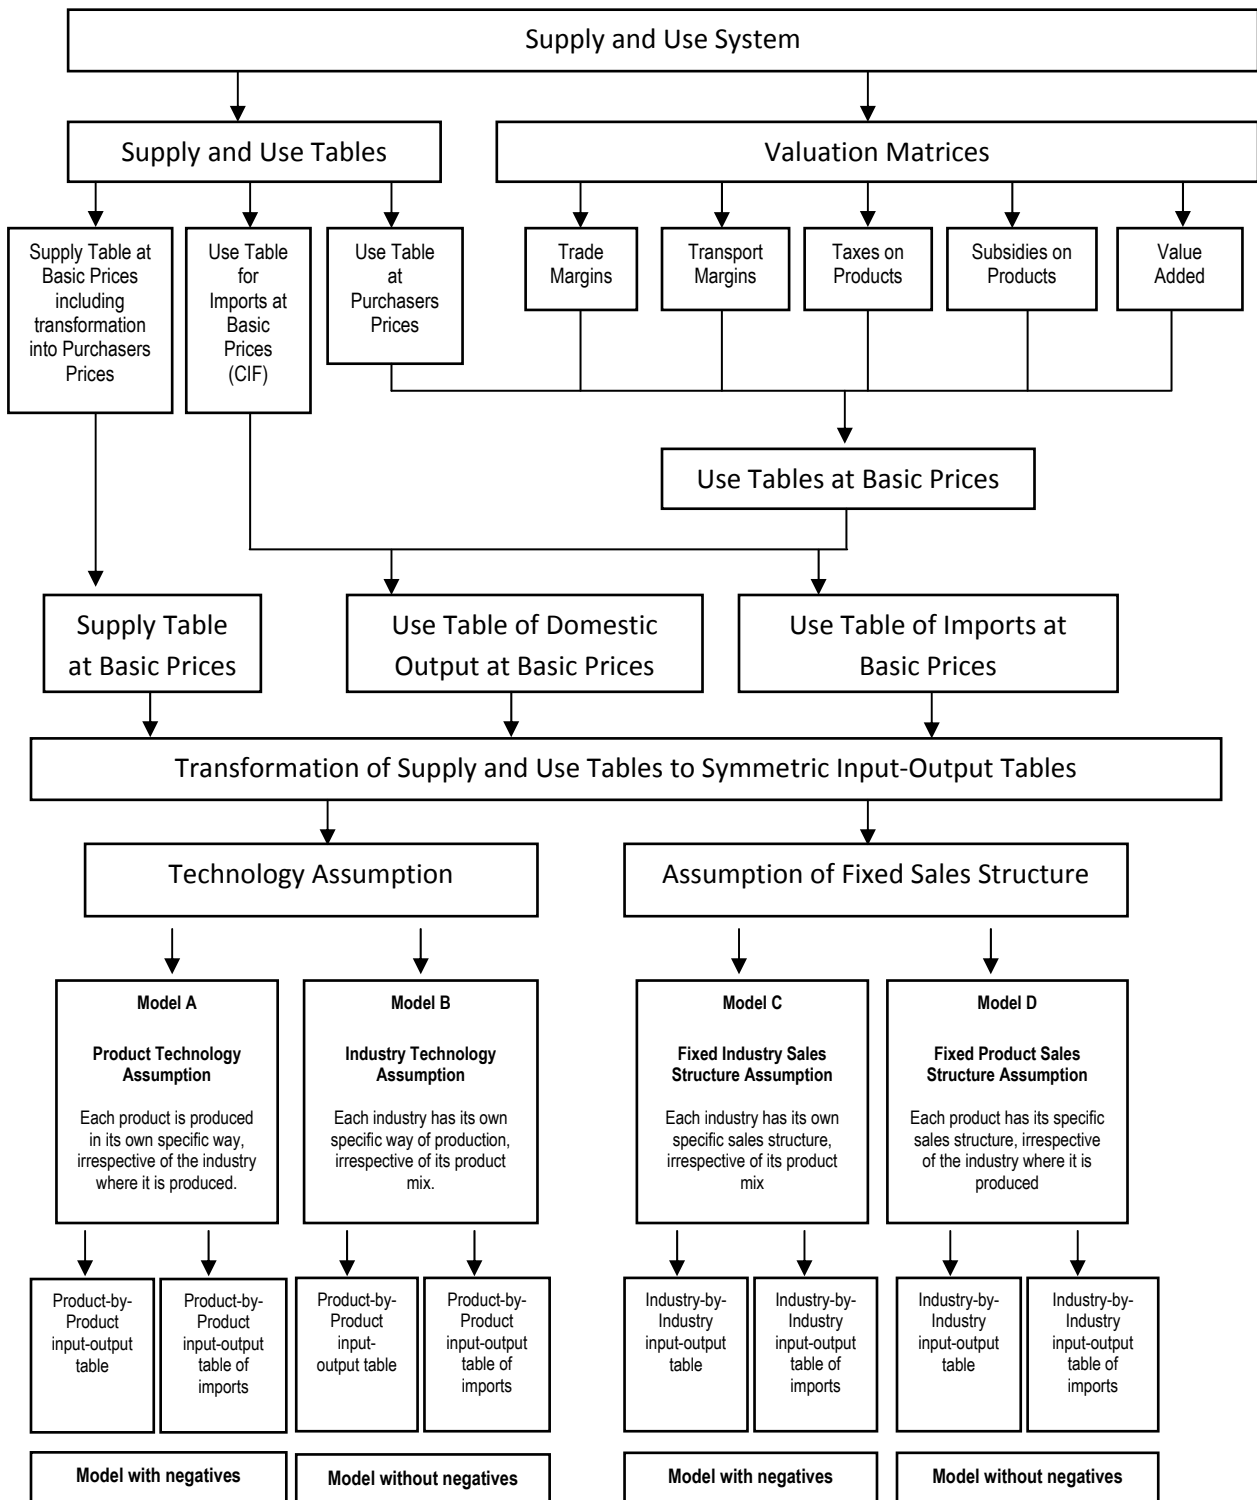 Supply and Use System
Supply and Use Tables
Valuation Matrices
Supply Table at
Basic Prices
including
transformation
into Purchasers
Prices
Use Table
for
Imports at
Basic
Prices
(CIF)
Use Table
at
Purchasers
Prices
Trade
Margins
Transport
Margins
Taxes on
Products
Subsidies on
Products
Value
Added
Use Tables at Basic Prices
Supply Table
at Basic Prices
Use Table of Domestic
Output at Basic Prices
Use Table of Imports at
Basic Prices
Transformation of Supply and Use Tables to Symmetric Input-Output Tables
Technology Assumption
Assumption of Fixed Sales Structure
Model A
Product Technology
Assumption
Each product is produced
in its own specific way,
irrespective of the industry
where it is produced.
Model B
Industry Technology
Assumption
Each industry has its own
specific way of production,
irrespective of its product
mix.
Model C
Fixed Industry Sales
Structure Assumption
Each industry has its own
specific sales structure,
irrespective of its product
mix
Model D
Fixed Product Sales
Structure Assumption
Each product has its specific
sales structure, irrespective
of the industry where it is
produced
Product-by-
Product
input-output
table
Product-by-
Product
input-output
table of
imports
Product-by-
Product
input-
output table
Product-by-
Product
input-output
table of
imports
Industry-by-
Industry
input-output
table
Industry-by-
Industry
input-output
table of
imports
Industry-by-
Industry
input-output
table
Industry-by-
Industry
input-output
table of
imports
Model with negatives
Model without negatives
Model with negatives
Model without negatives